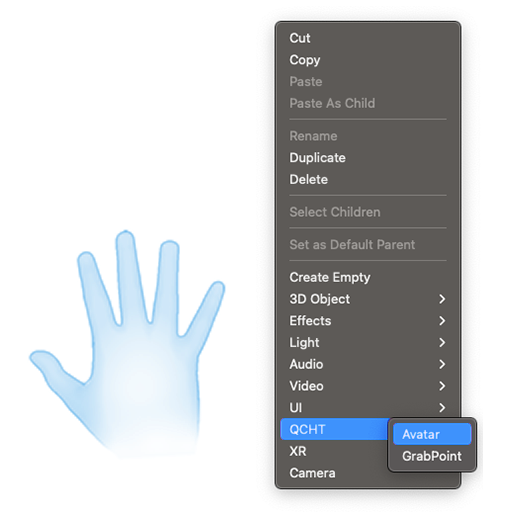 Cut
Copy
Paste
Paste As Child
Rename
Duplicate
Delete
Select Children
Set as Default Parent
Create Empty
3D Object
Effects
Light
Audio
Video
UI
QCHT
Avatar
XR
GrabPoint
Camera